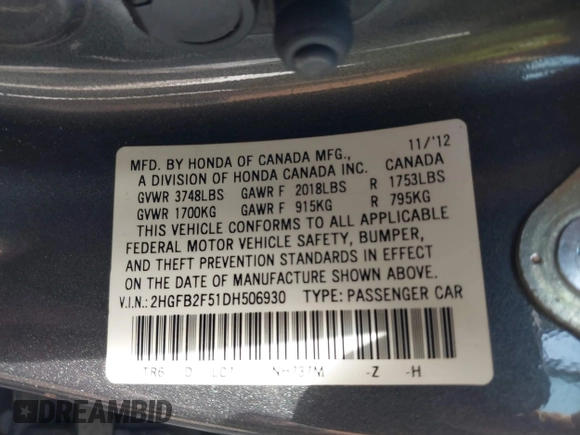 11/'12
MFD. BY HONDA OF CANADA MFG.,
A DIVISION OF HONDA CANADA INC. CANADA
GVWR 3748LBS GAWR F 2018LBS R 1753LBS
GVWR 1700KG GAWR F 915KG R 795KG
THIS VEHICLE CONFORMS TO ALL APPLICABLE
FEDERAL MOTOR VEHICLE SAFETY, BUMPER,
AND THEFT PREVENTION STANDARDS IN EFFECT
ON THE DATE OF MANUFACTURE SHOWN ABOVE.
V.I.N.: 2HGFB2F51DH506930 TYPE: PASSENGER CAR
TR6 D NH737M -Z -H
DREAMBID